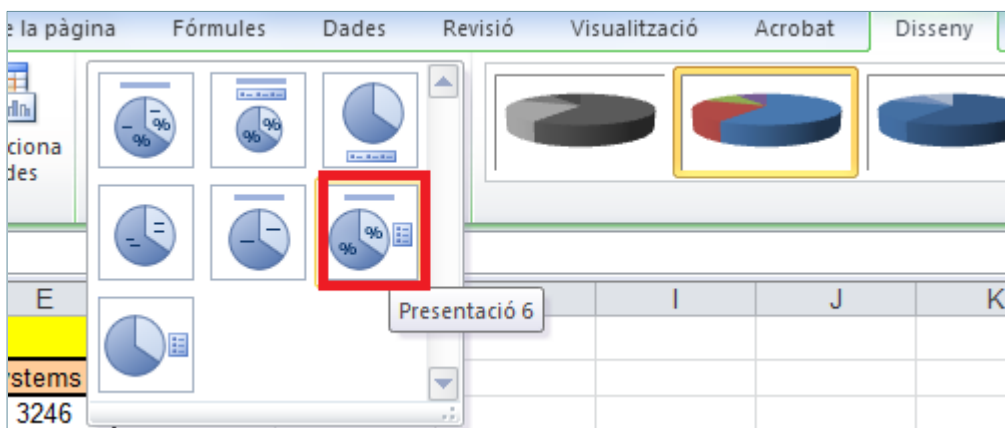 e la pàgina Fórmules Dades Revisió Visualització Acrobat Disseny
ciona
des
% %
% %
% %
Presentació 6
E I J K
stems
3246